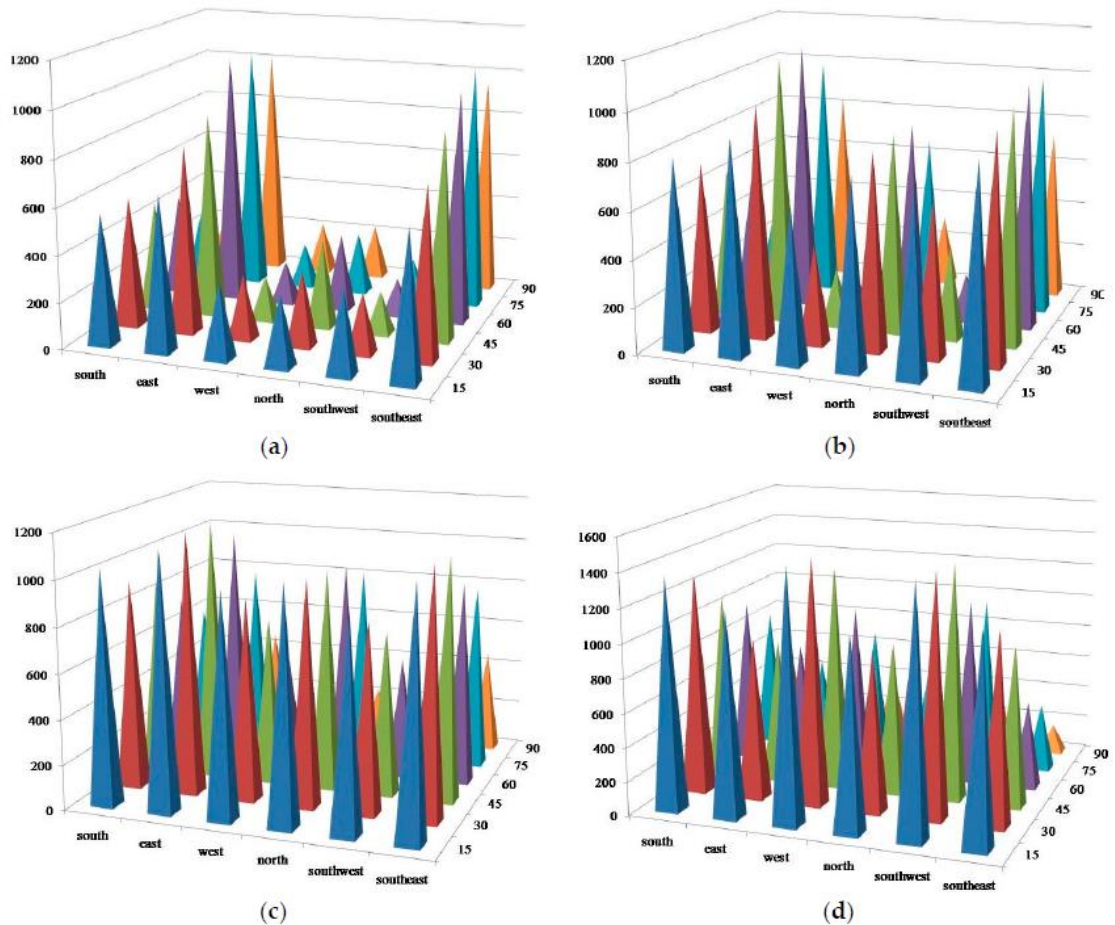 1200
1000
800
600
400
200
0
south
east
west
north
southwest
southeast
15
30
45
60
75
90
(a)
1200
1000
800
600
400
200
0
south
east
west
north
southwest
southeast
15
30
45
60
75
90
(b)
1200
1000
800
600
400
200
0
south
east
west
north
southwest
southeast
15
30
45
60
75
90
(c)
1600
1400
1200
1000
800
600
400
200
0
south
east
west
north
southwest
southeast
15
30
45
60
75
90
(d)